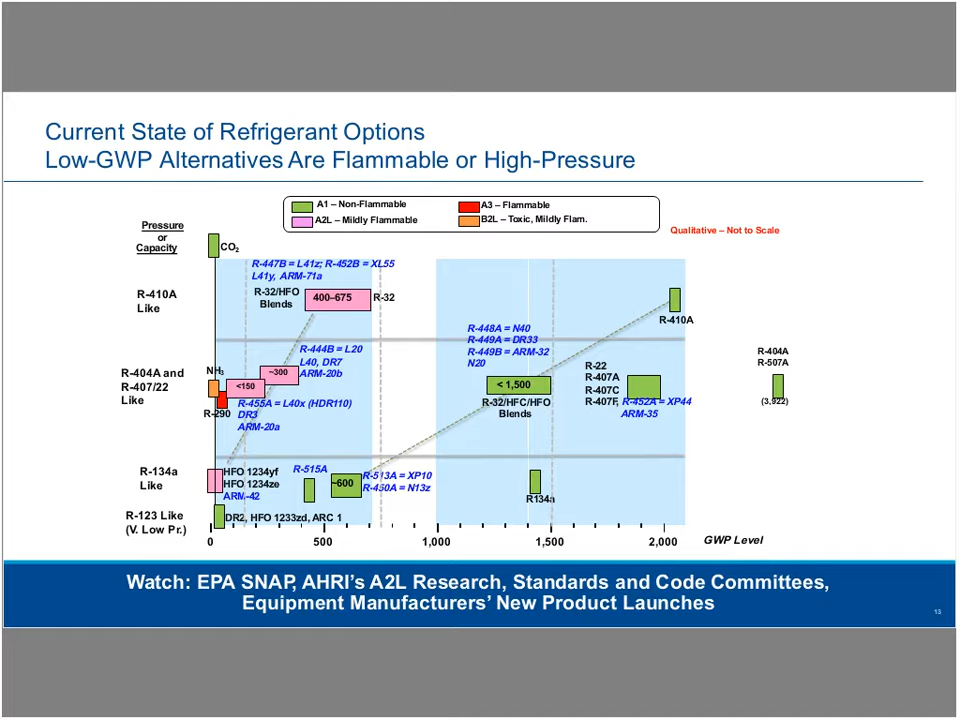 Current State of Refrigerant Options
Low-GWP Alternatives Are Flammable or High-Pressure
A1 – Non-Flammable
A3 – Flammable
A2L – Mildly Flammable
B2L – Toxic, Mildly Flam.
Qualitative – Not to Scale
Pressure
or
Capacity
CO2
R-447B = L41z; R-452B = XL55
L41y, ARM-71a
R-410A
Like
R-32/HFO
Blends
400–675
R-32
R-410A
R-448A = N40
R-449A = DR33
R-449B = ARM-32
N20
R-444B = L20
L40, DR7
ARM-20b
R-404A and
R-407/22
Like
NH3
~300
<150
R-290
R-455A = L40x (HDR110)
DR3
ARM-20a
< 1,500
R-32/HFC/HFO
Blends
R-22
R-407A
R-407C
R-407F, R-452A = XP44
ARM-35
R-404A
R-507A
(3,922)
R-134a
Like
HFO 1234yf
HFO 1234ze
ARM-42
R-515A
~600
R-513A = XP10
R-450A = N13z
R134a
R-123 Like
(V. Low Pr.)
DR2, HFO 1233zd, ARC 1
0
500
1,000
1,500
2,000
GWP Level
Watch: EPA SNAP, AHRI’s A2L Research, Standards and Code Committees,
Equipment Manufacturers’ New Product Launches
13